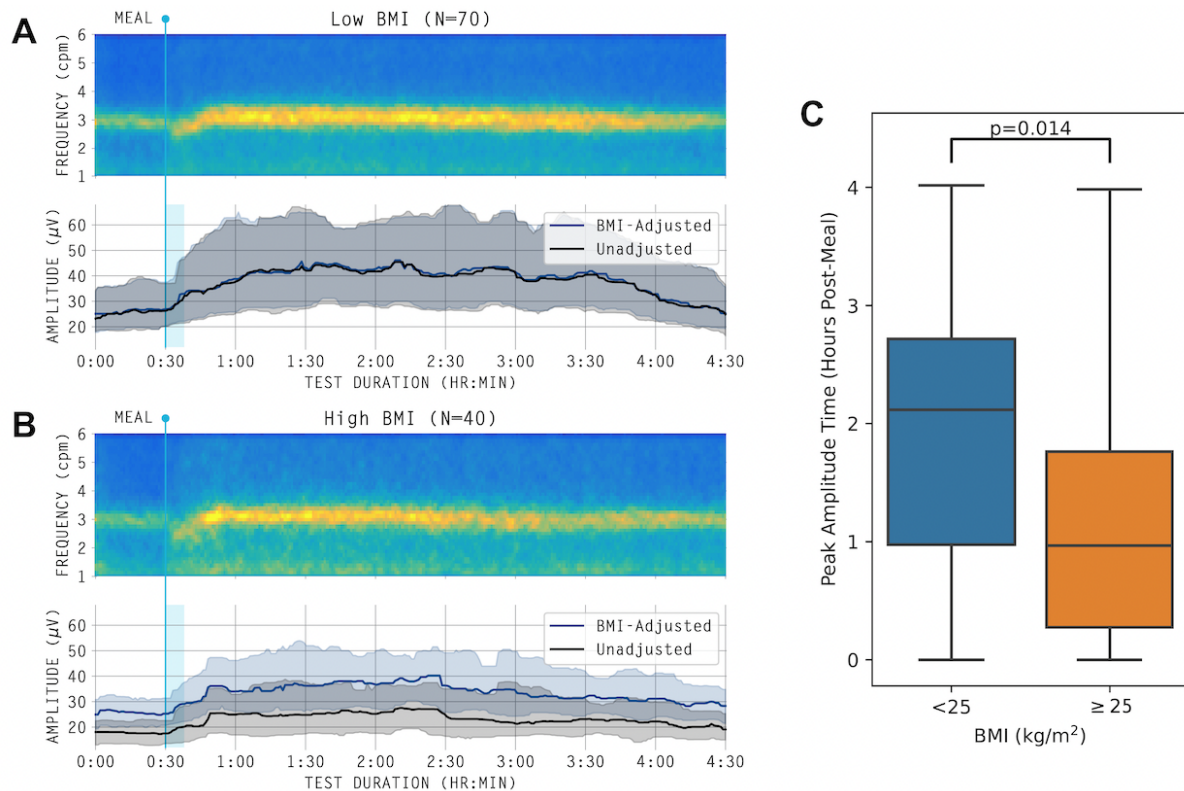 A
MEAL
Low BMI (N=70)
FREQUENCY (cpm)
6
5
4
3
2
1
AMPLITUDE (μV)
60
50
40
30
20
BMI-Adjusted
Unadjusted
0:00 0:30 1:00 1:30 2:00 2:30 3:00 3:30 4:00 4:30
TEST DURATION (HR:MIN)
B
MEAL
High BMI (N=40)
FREQUENCY (cpm)
6
5
4
3
2
1
AMPLITUDE (μV)
60
50
40
30
20
BMI-Adjusted
Unadjusted
0:00 0:30 1:00 1:30 2:00 2:30 3:00 3:30 4:00 4:30
TEST DURATION (HR:MIN)
C
p=0.014
Peak Amplitude Time (Hours Post-Meal)
4
3
2
1
0
<25 ≥25
BMI (kg/m²)